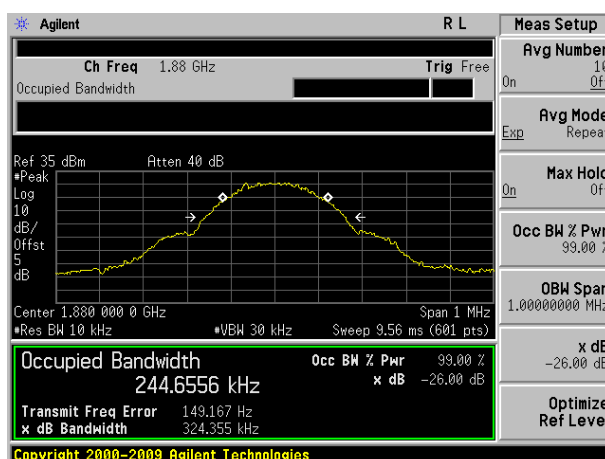 Agilent R L Meas Setup
Ch Freq 1.88 GHz Trig Free
Occupied Bandwidth
Avg Number
10
On Off
Avg Mode
Exp Repeat
Max Hold
On Off
Occ BW % Pwr
99.00 %
OBW Span
1.00000000 MHz
x dB
-26.00 dB
Optimize
Ref Level
Ref 35 dBm Atten 40 dB
#Peak
Log
10
dB/
Offst
5
dB
Center 1.880 000 0 GHz Span 1 MHz
#Res BW 10 kHz #VBW 30 kHz Sweep 9.56 ms (601 pts)
Occupied Bandwidth Occ BW % Pwr 99.00 %
244.6556 kHz x dB -26.00 dB
Transmit Freq Error 149.167 Hz
x dB Bandwidth 324.355 kHz
Copyright 2000-2009 Agilent Technologies